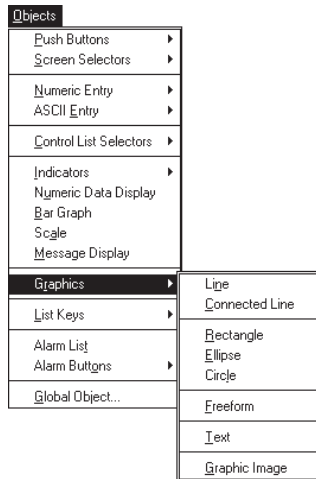 Objects
Push Buttons
Screen Selectors
Numeric Entry
ASCII Entry
Control List Selectors
Indicators
Numeric Data Display
Bar Graph
Scale
Message Display
Graphics
List Keys
Alarm List
Alarm Buttons
Global Object...
Line
Connected Line
Rectangle
Ellipse
Circle
Freeform
Text
Graphic Image